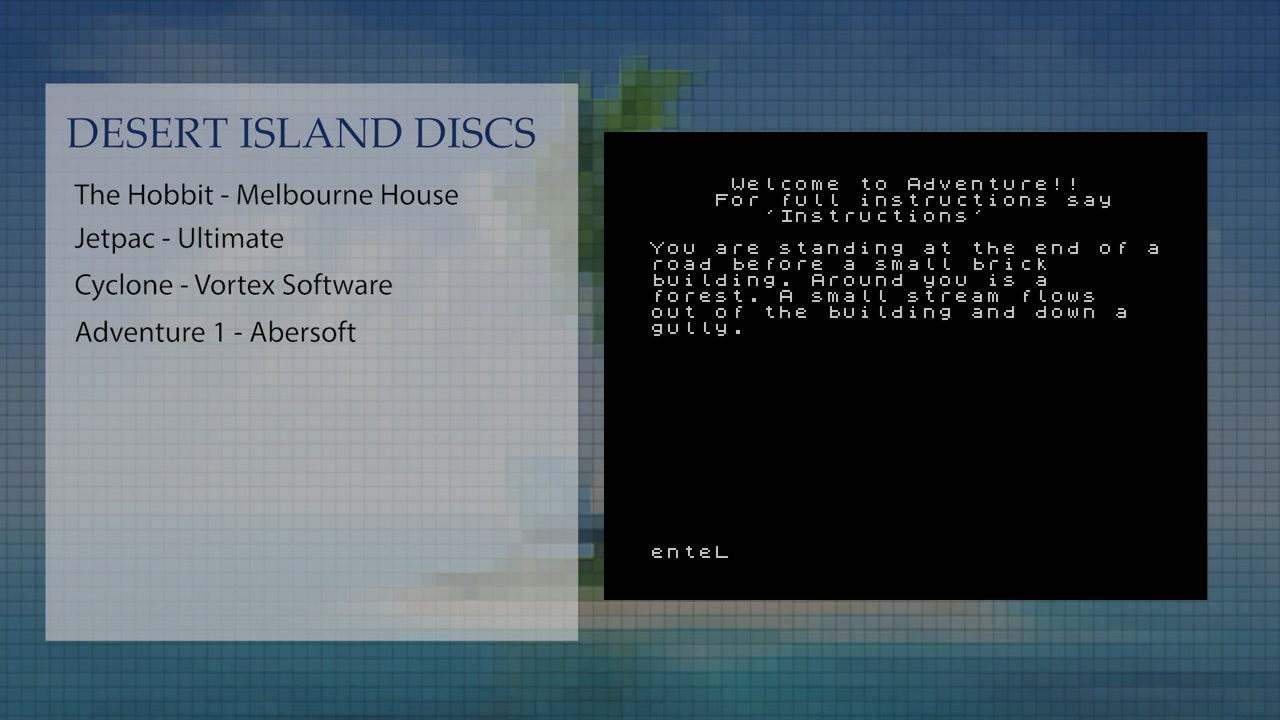 DESERT ISLAND DISCS
The Hobbit - Melbourne House
Jetpac - Ultimate
Cyclone - Vortex Software
Adventure 1 - Abersoft
Welcome to Adventure!!
For full instructions say
'Instructions'
You are standing at the end of a
road before a small brick
building. Around you is a
forest. A small stream flows
out of the building and down a
gully.
enteL